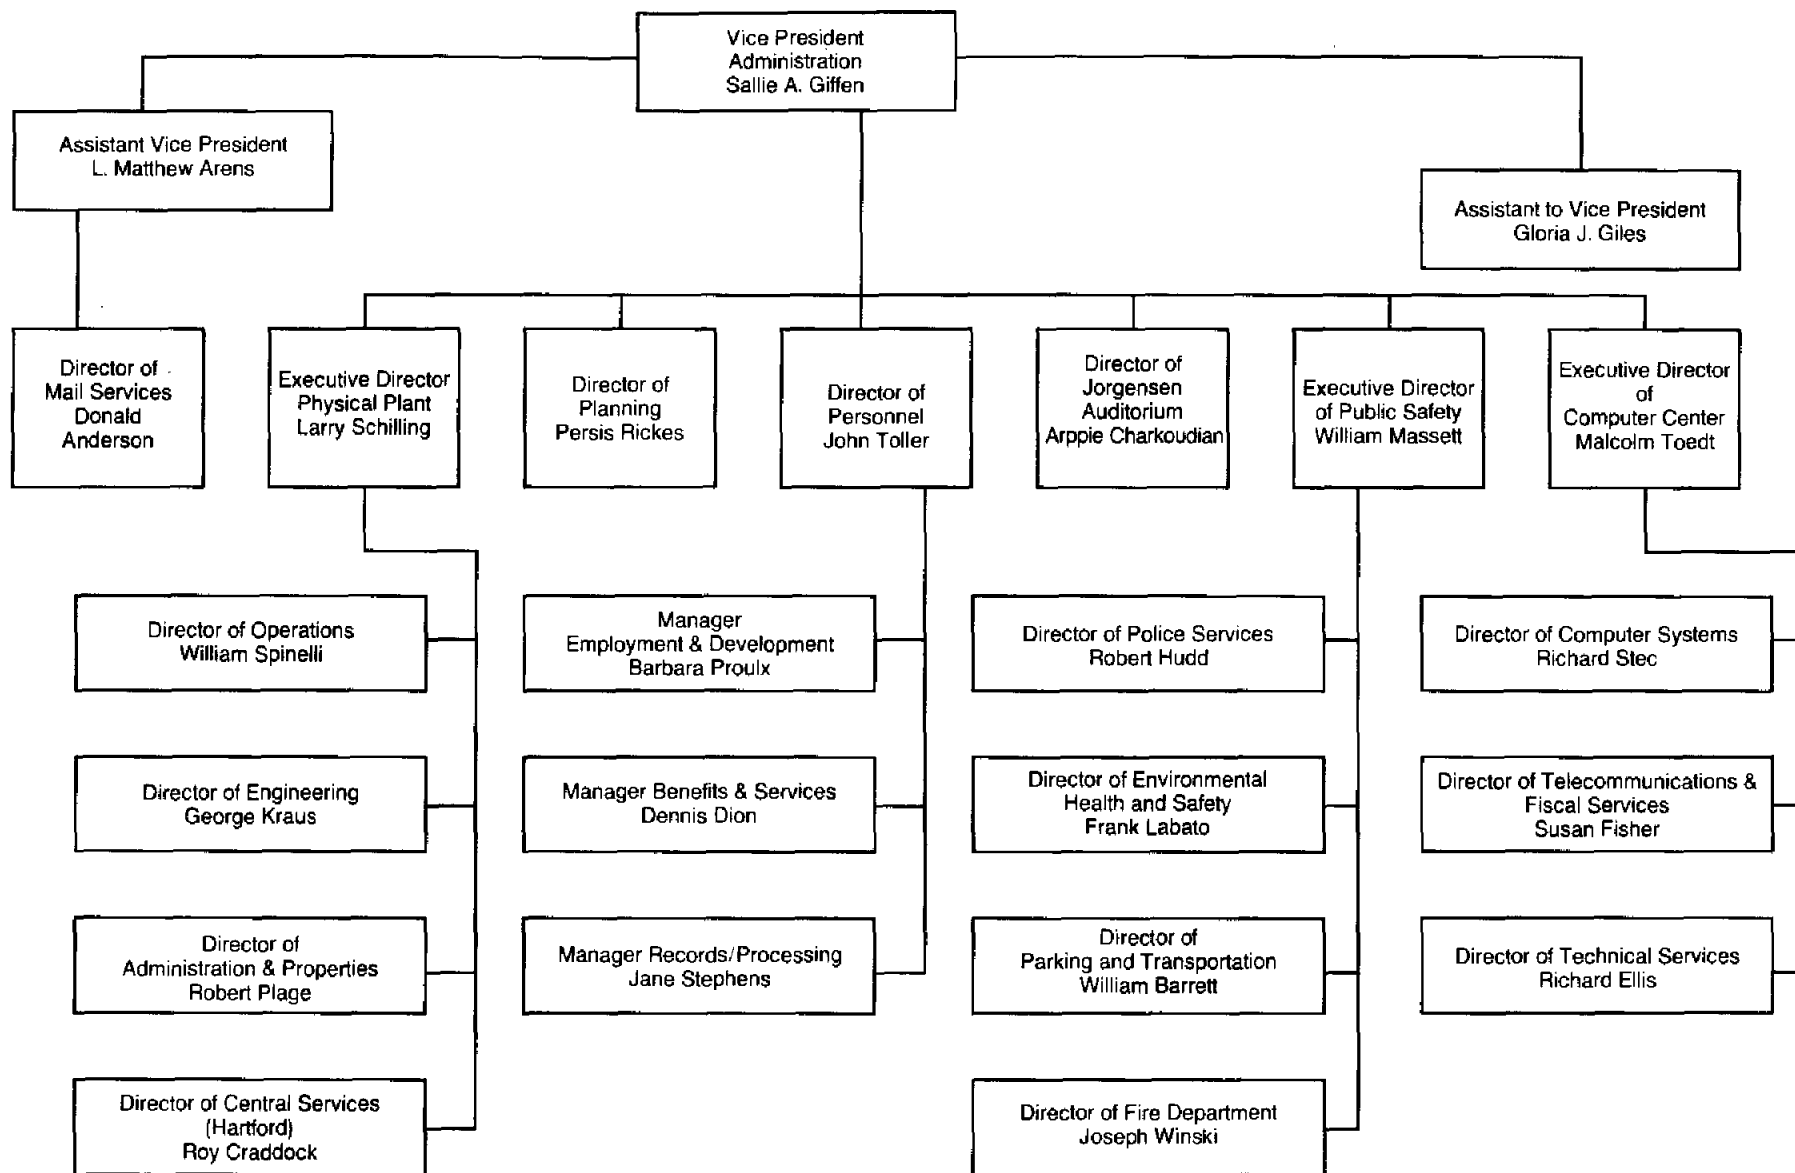 Vice President
Administration
Sallie A. Giffen
Assistant Vice President
L. Matthew Arens
Assistant to Vice President
Gloria J. Giles
Director of
Mail Services
Donald
Anderson
Executive Director
Physical Plant
Larry Schilling
Director of
Planning
Persis Rickes
Director of
Personnel
John Toller
Director of
Jorgensen
Auditorium
Arppie Charkoudian
Executive Director
of Public Safety
William Massett
Executive Director
of
Computer Center
Malcolm Toedt
Director of Operations
William Spinelli
Manager
Employment & Development
Barbara Proulx
Director of Police Services
Robert Hudd
Director of Computer Systems
Richard Stec
Director of Engineering
George Kraus
Manager Benefits & Services
Dennis Dion
Director of Environmental
Health and Safety
Frank Labato
Director of Telecommunications &
Fiscal Services
Susan Fisher
Director of
Administration & Properties
Robert Plage
Manager Records/Processing
Jane Stephens
Director of
Parking and Transportation
William Barrett
Director of Technical Services
Richard Ellis
Director of Central Services
(Hartford)
Roy Craddock
Director of Fire Department
Joseph Winski